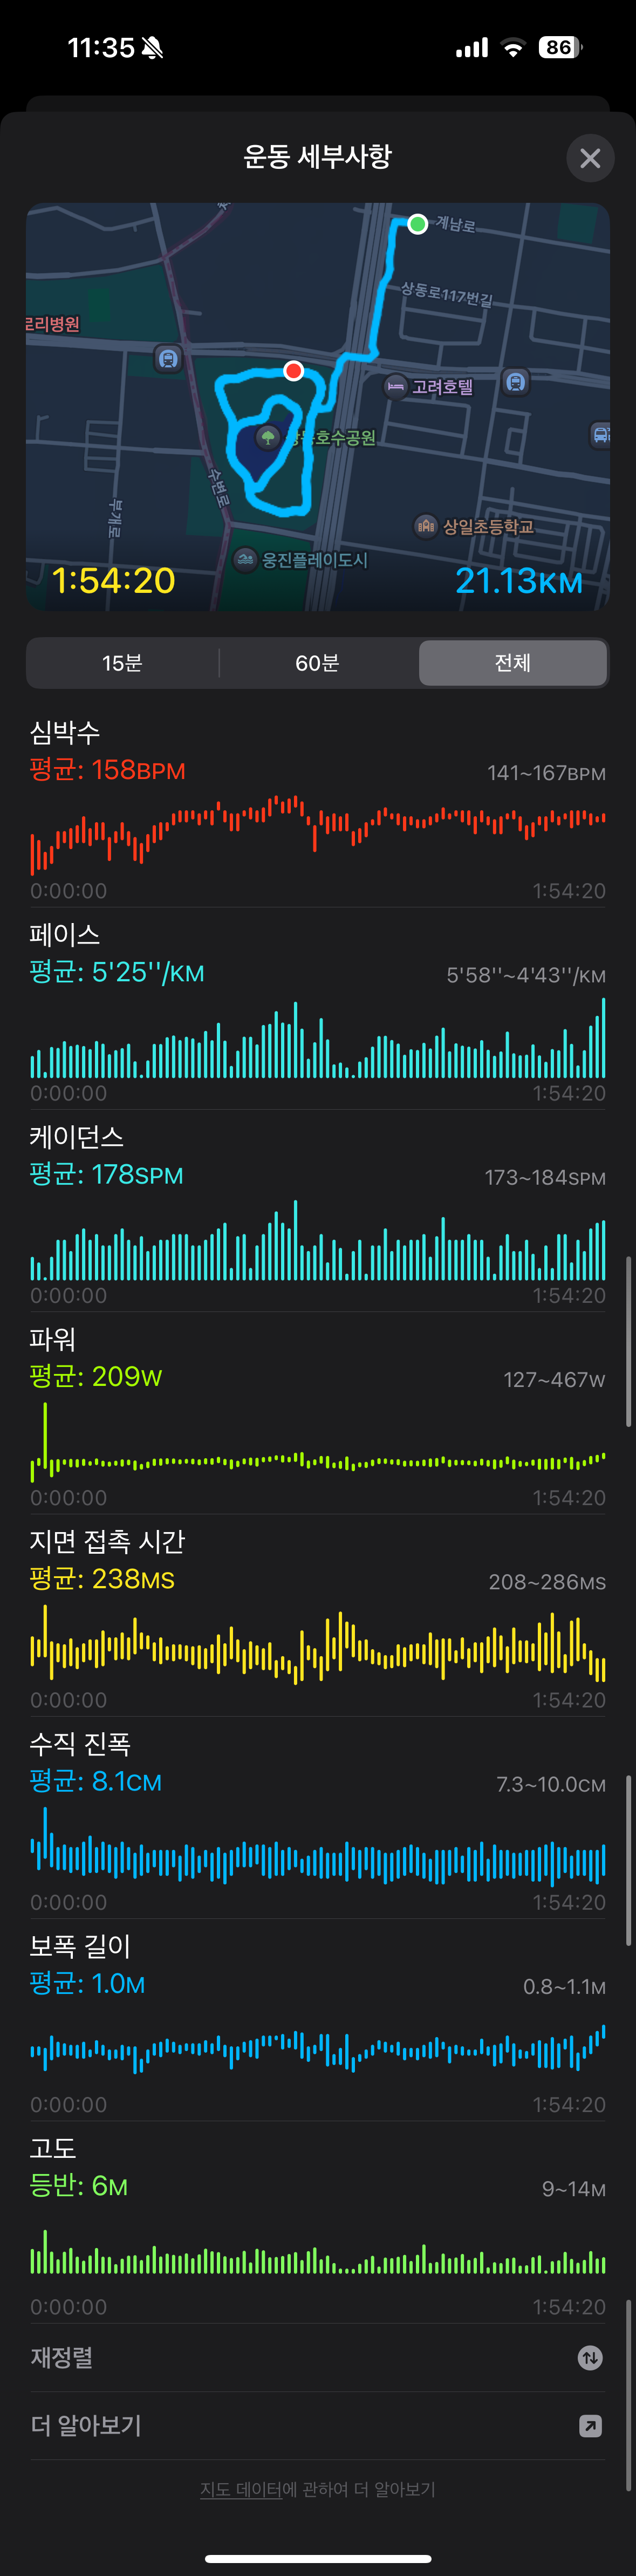 11:35
86
운동 세부사항
계남로
상동로117번길
로리병원
고려호텔
호수공원
수변로
부개로
상일초등학교
웅진플레이도시
1:54:20
21.13KM
15분
60분
전체
심박수
평균: 158BPM
141~167BPM
0:00:00
1:54:20
페이스
평균: 5'25''/KM
5'58''~4'43''/KM
0:00:00
1:54:20
케이던스
평균: 178SPM
173~184SPM
0:00:00
1:54:20
파워
평균: 209W
127~467W
0:00:00
1:54:20
지면 접촉 시간
평균: 238MS
208~286MS
0:00:00
1:54:20
수직 진폭
평균: 8.1CM
7.3~10.0CM
0:00:00
1:54:20
보폭 길이
평균: 1.0M
0.8~1.1M
0:00:00
1:54:20
고도
등반: 6M
9~14M
0:00:00
1:54:20
재정렬
더 알아보기
지도 데이터에 관하여 더 알아보기